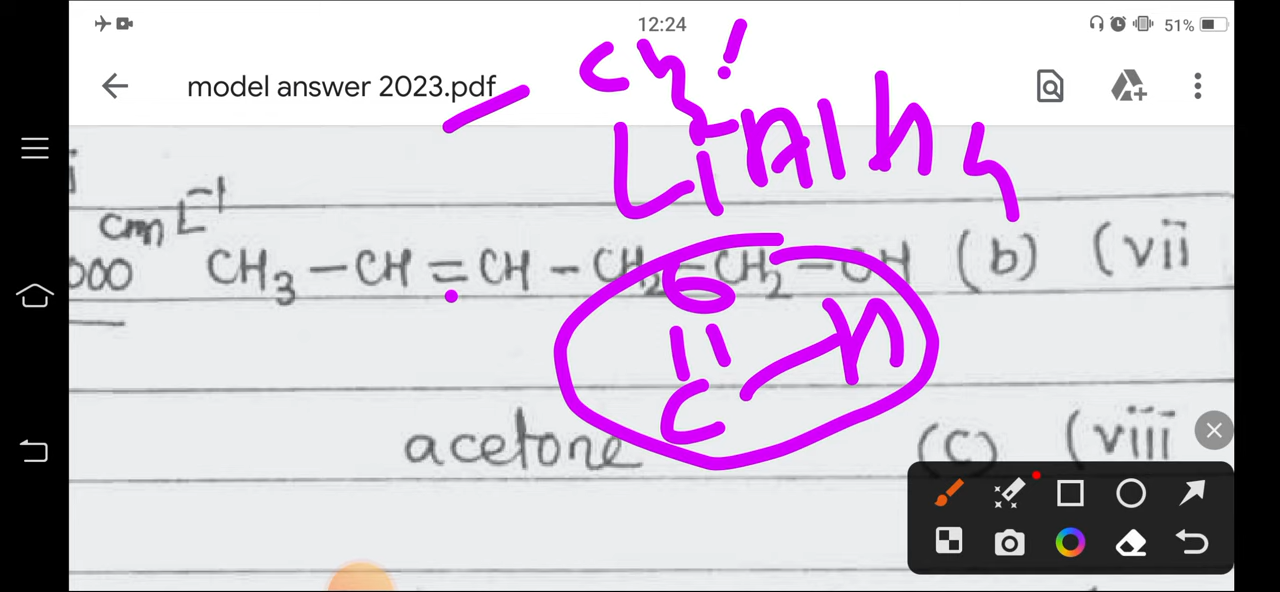 12:24
51%
model answer 2023.pdf
LiAlh4
cm L⁻¹
000 CH₃-CH=CH-CH₂-CH₂-OH (b) (vii
O
C-h
acetone (c) (viii